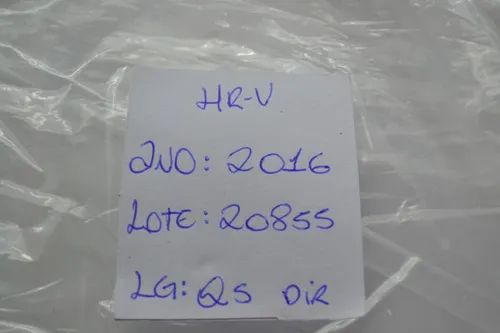 HR-V
ANO: 2016
LOTE: 20855
LG: QS DIR